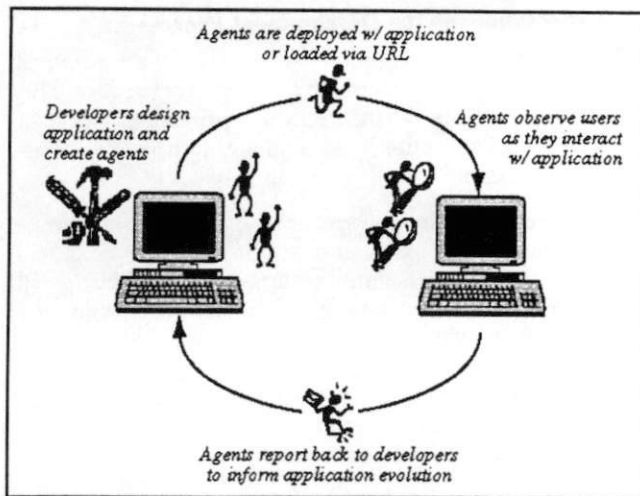 Agents are deployed w/ application
or loaded via URL
Developers design
application and
create agents
Agents observe users
as they interact
w/ application
Agents report back to developers
to inform application evolution